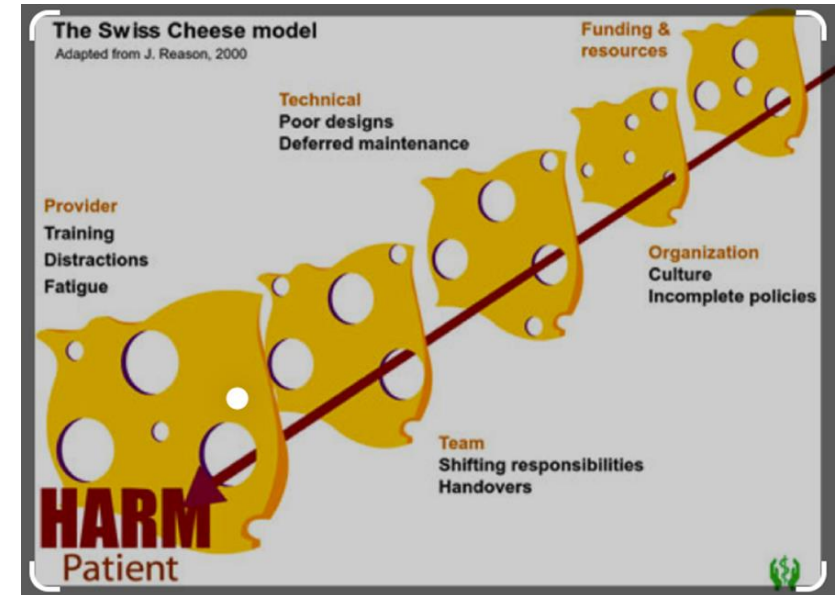 The Swiss Cheese model
Adapted from J. Reason, 2000
Funding &
resources
Technical
Poor designs
Deferred maintenance
Provider
Training
Distractions
Fatigue
Organization
Culture
Incomplete policies
Team
Shifting responsibilities
Handovers
HARM
Patient